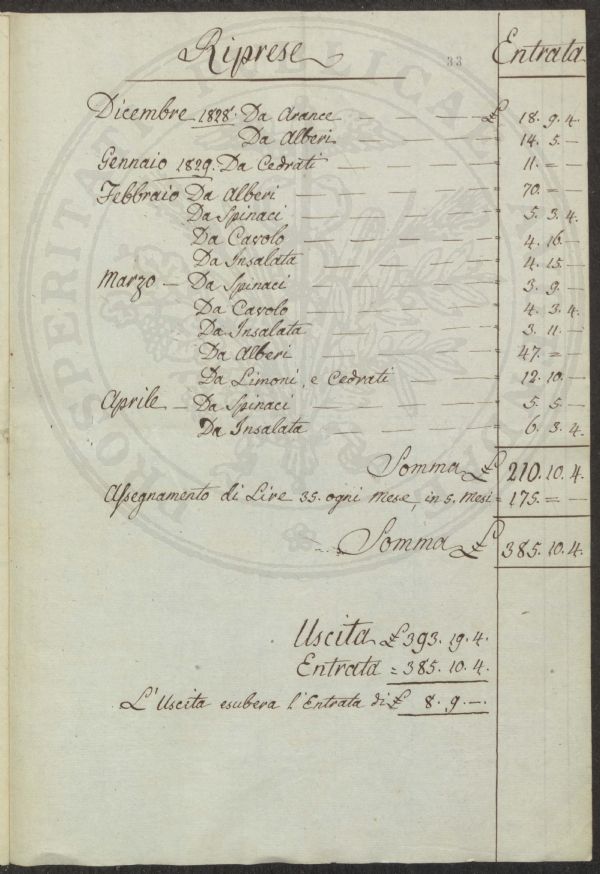 33
Riprese Entrata
Dicembre 1828. Da Arance — — — £ 18. 9. 4.
Da Alberi — — — 14. 5. —
Gennaio 1829. Da Cedrati — — — 11. = —
Febbraio Da Alberi — — — 70. = —
Da Spinaci — — — = 5. 3. 4.
Da Cavolo — — — = 4. 16. —
Da Insalata — — — = 4. 15. —
Marzo — Da Spinaci — — — = 3. 9. —
Da Cavolo — — — = 4. 3. 4.
Da Insalata — — — = 3. 11. —
Da Alberi — — — = 47. = —
Da Limoni, e Cedrati — — — = 12. 10. —
Aprile — Da Spinaci — — — = 5. 5. —
Da Insalata — — — = 6. 3. 4.
Somma £ 210. 10. 4.
Assegnamento di Lire 35. ogni Mese, in 5. Mesi = 175. = —
Somma £ 385. 10. 4.
Uscita £ 393. 19. 4.
Entrata = 385. 10. 4.
L'Uscita esubera l'Entrata di £ 8. 9. —.
PROSPERITATI PUBLICAE